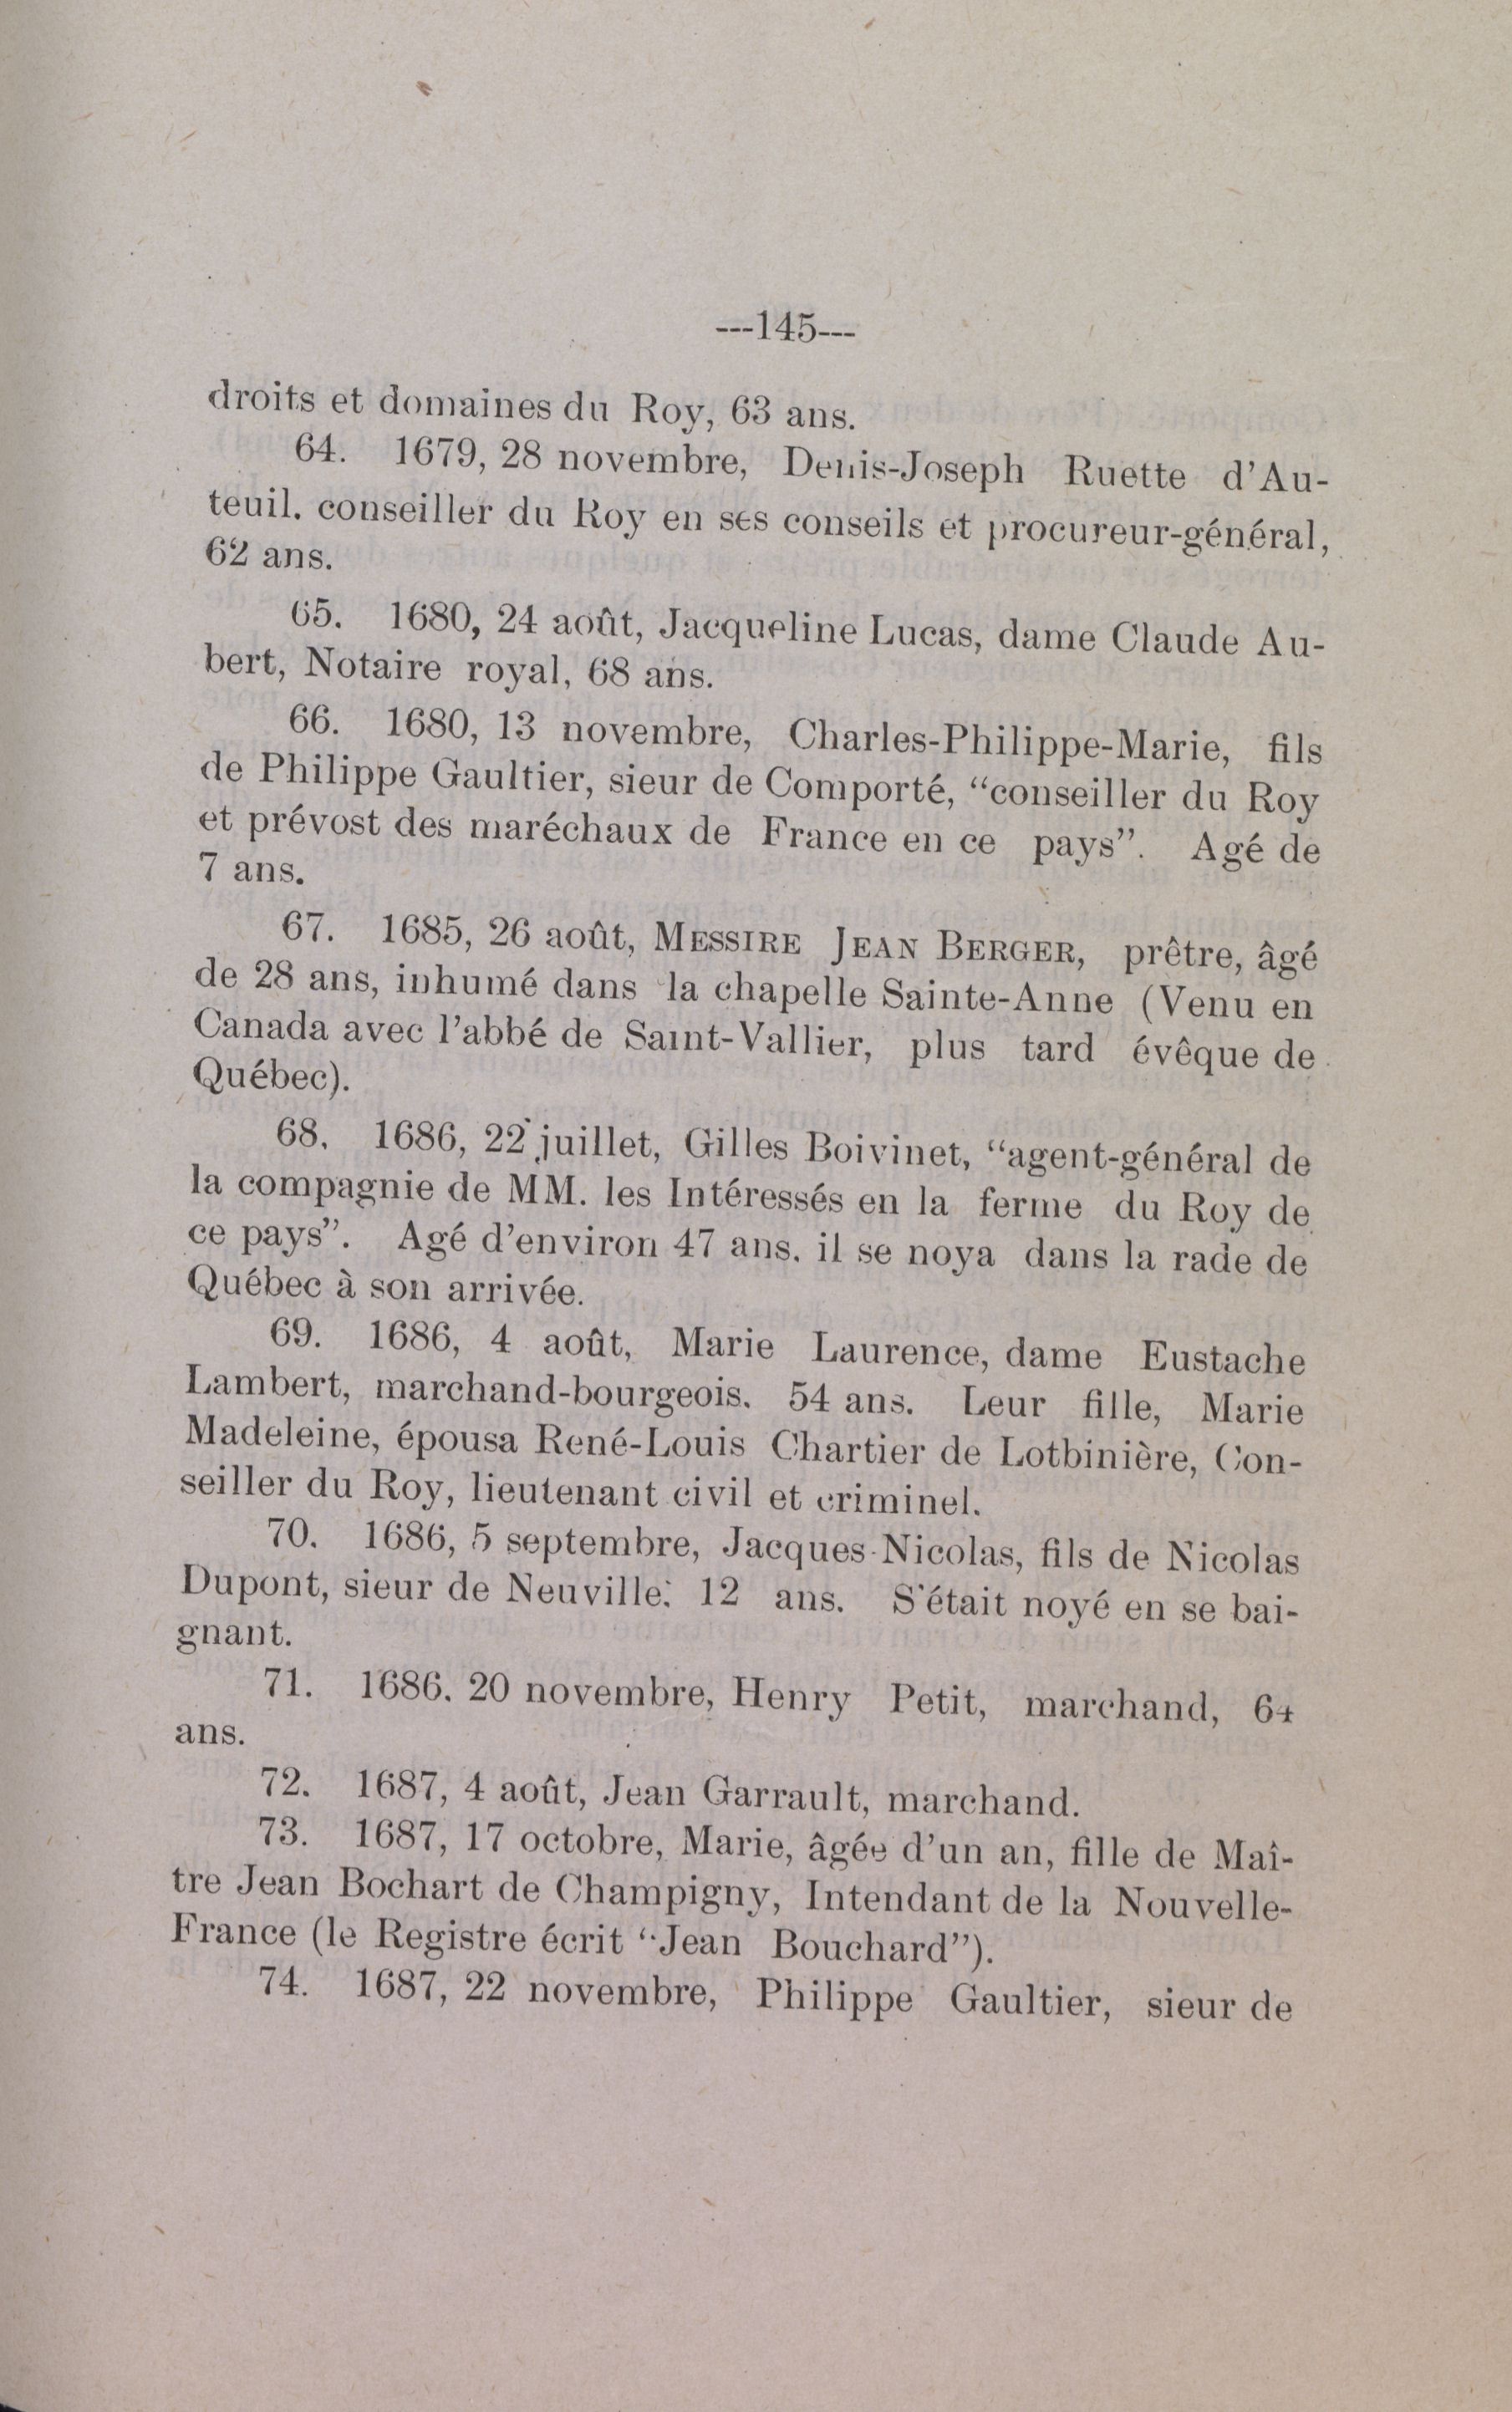 ---145---
droits et domaines du Roy, 63 ans.
64. 1679, 28 novembre, Denis-Joseph Ruette d'Au-
teuil. conseiller du Roy en ses conseils et procureur-général,
62 ans.
65. 1680, 24 août, Jacqueline Lucas, dame Claude Au-
bert, Notaire royal, 68 ans.
66. 1680, 13 novembre, Charles-Philippe-Marie, fils
de Philippe Gaultier, sieur de Comporté, “conseiller du Roy
et prévost des maréchaux de France en ce pays”. Agé de
7 ans.
67. 1685, 26 août, MESSIRE JEAN BERGER, prêtre, âgé
de 28 ans, inhumé dans la chapelle Sainte-Anne (Venu en
Canada avec l'abbé de Saint-Vallier, plus tard évêque de
Québec).
68. 1686, 22 juillet, Gilles Boivinet, “agent-général de
la compagnie de MM. les Intéressés en la ferme du Roy de
ce pays”. Agé d'environ 47 ans. il se noya dans la rade de
Québec à son arrivée.
69. 1686, 4 août, Marie Laurence, dame Eustache
Lambert, marchand-bourgeois. 54 ans. Leur fille, Marie
Madeleine, épousa René-Louis Chartier de Lotbinière, Con-
seiller du Roy, lieutenant civil et criminel.
70. 1686, 5 septembre, Jacques-Nicolas, fils de Nicolas
Dupont, sieur de Neuville: 12 ans. S'était noyé en se bai-
gnant.
71. 1686. 20 novembre, Henry Petit, marchand, 64
ans.
72. 1687, 4 août, Jean Garrault, marchand.
73. 1687, 17 octobre, Marie, âgée d'un an, fille de Maî-
tre Jean Bochart de Champigny, Intendant de la Nouvelle-
France (le Registre écrit “Jean Bouchard”).
74. 1687, 22 novembre, Philippe Gaultier, sieur de